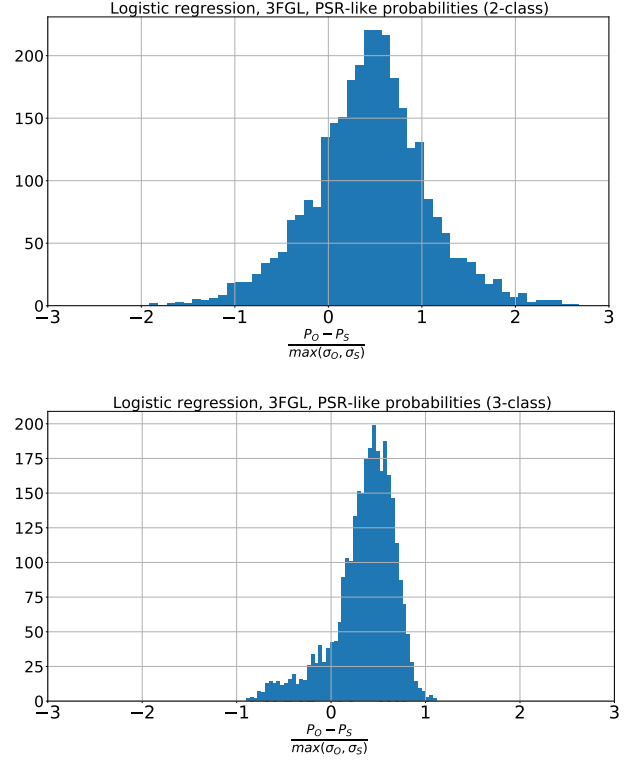 Logistic regression, 3FGL, PSR-like probabilities (2-class)
200
150
100
50
0
−3 −2 −1 0 1 2 3
P_O − P_S
max(σ_O, σ_S)
Logistic regression, 3FGL, PSR-like probabilities (3-class)
200
175
150
125
100
75
50
25
0
−3 −2 −1 0 1 2 3
P_O − P_S
max(σ_O, σ_S)